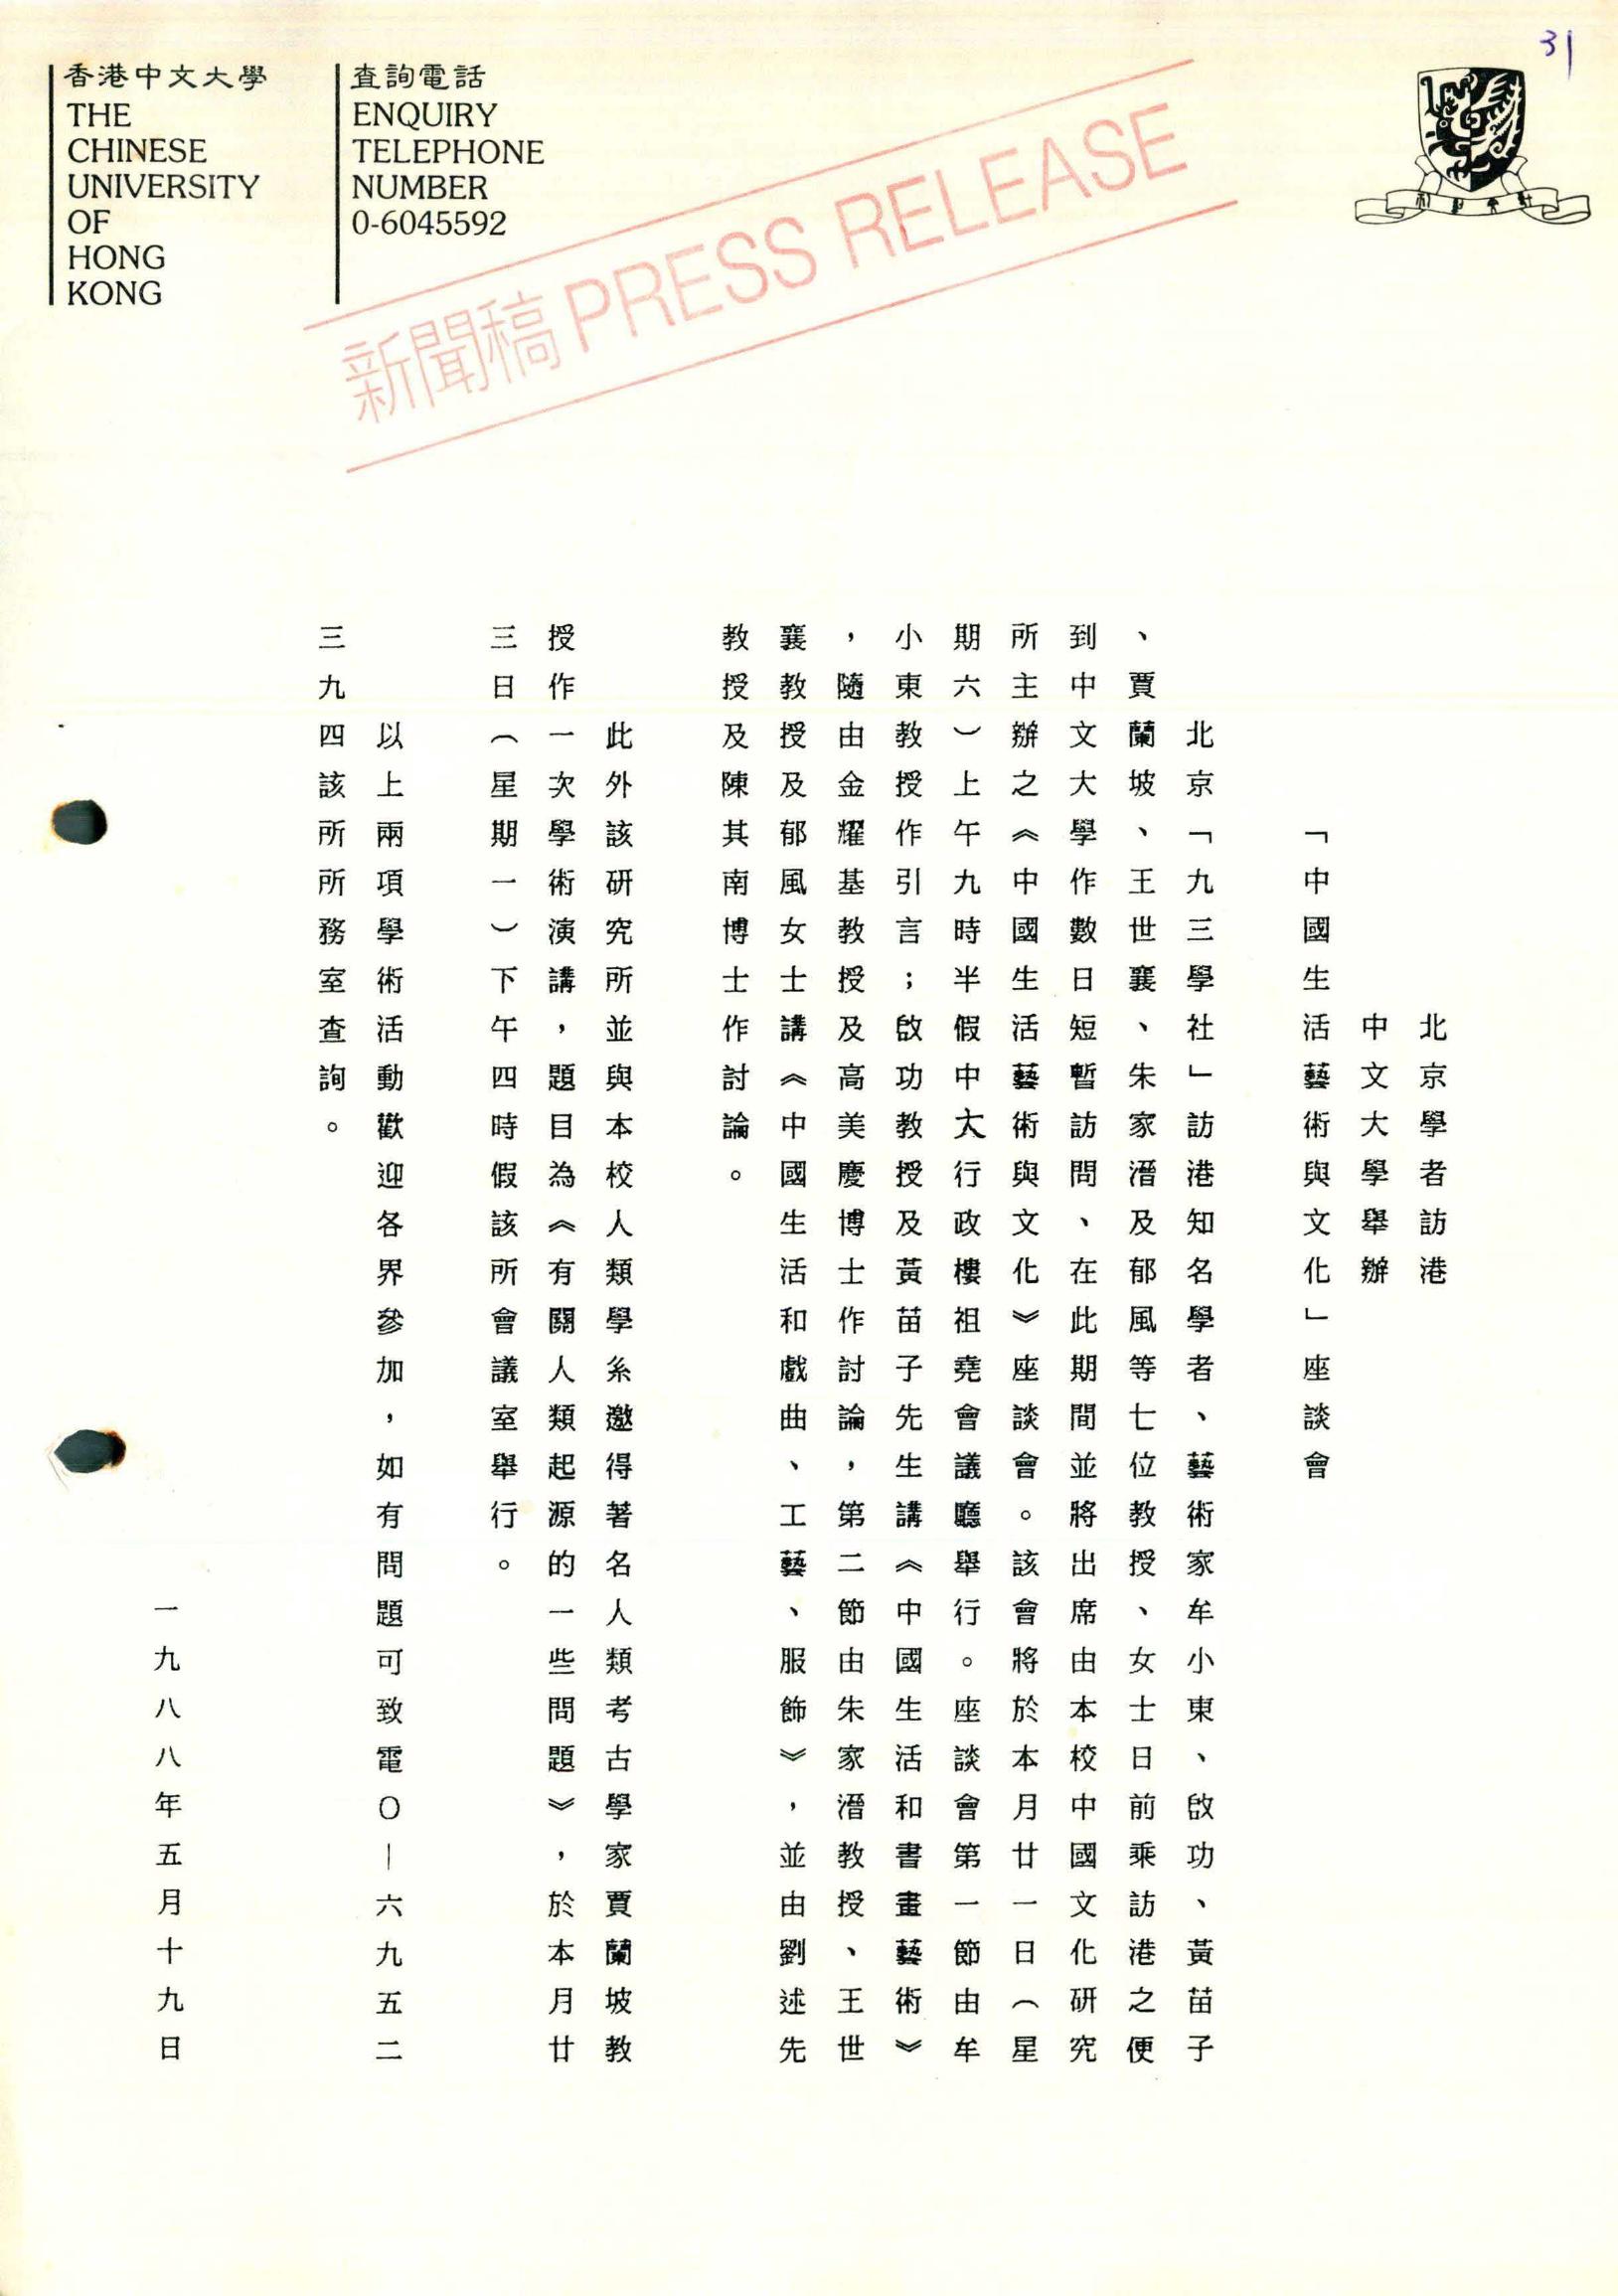 31
香港中文大學
THE
CHINESE
UNIVERSITY
OF
HONG
KONG
查詢電話
ENQUIRY
TELEPHONE
NUMBER
0-6045592
新聞稿 PRESS RELEASE
北京學者訪港
中文大學舉辦
「中國生活藝術與文化」座談會
北京「九三學社」訪港知名學者、藝術家牟小東、啟功、黃苗子
、賈蘭坡、王世襄、朱家溍及郁風等七位教授、女士日前乘訪港之便
到中文大學作數日短暫訪問、在此期間並將出席由本校中國文化研究
所主辦之《中國生活藝術與文化》座談會。該會將於本月廿一日（星
期六）上午九時半假中大行政樓祖堯會議廳舉行。座談會第一節由牟
小東教授作引言；啟功教授及黃苗子先生講《中國生活和書畫藝術》
，隨由金耀基教授及高美慶博士作討論，第二節由朱家溍教授、王世
襄教授及郁風女士講《中國生活和戲曲、工藝、服飾》，並由劉述先
教授及陳其南博士作討論。
此外該研究所並與本校人類學系邀得著名人類考古學家賈蘭坡教
授作一次學術演講，題目為《有關人類起源的一些問題》，於本月廿
三日（星期一）下午四時假該所會議室舉行。
以上兩項學術活動歡迎各界參加，如有問題可致電〇—六九五二
三九四該所所務室查詢。
一九八八年五月十九日